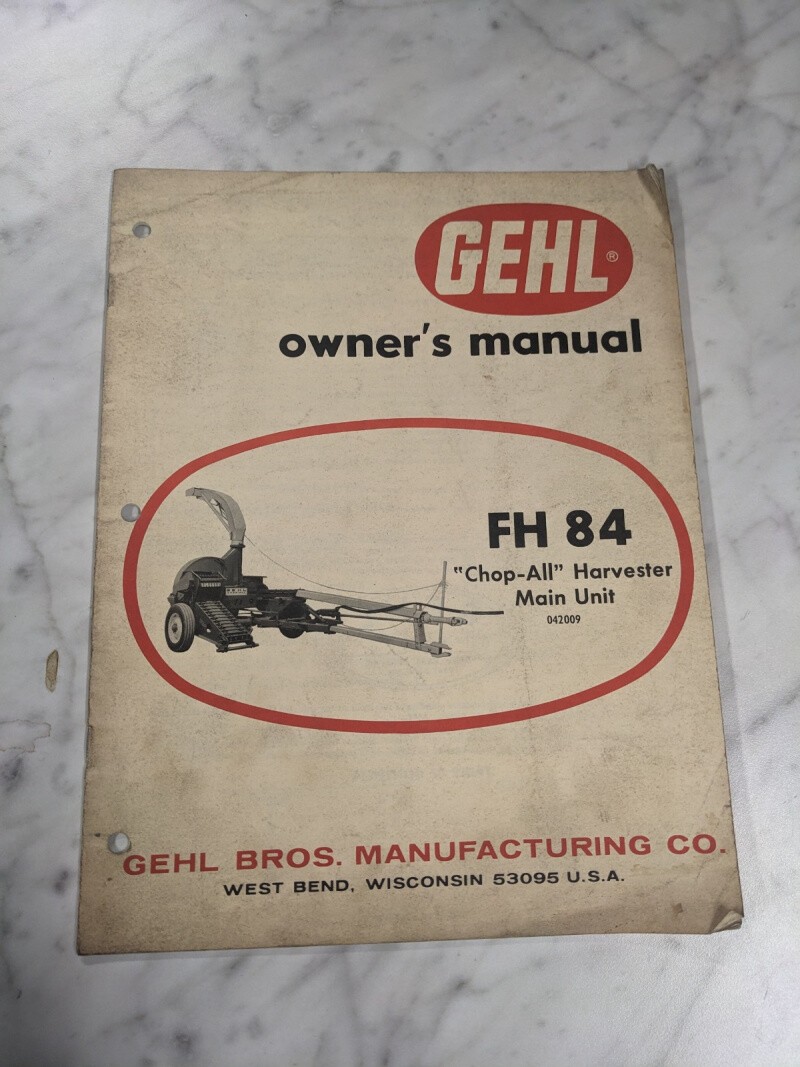 GEHL®
owner's manual
FH 84
"Chop-All" Harvester
Main Unit
042009
GEHL BROS. MANUFACTURING CO.
WEST BEND, WISCONSIN 53095 U.S.A.